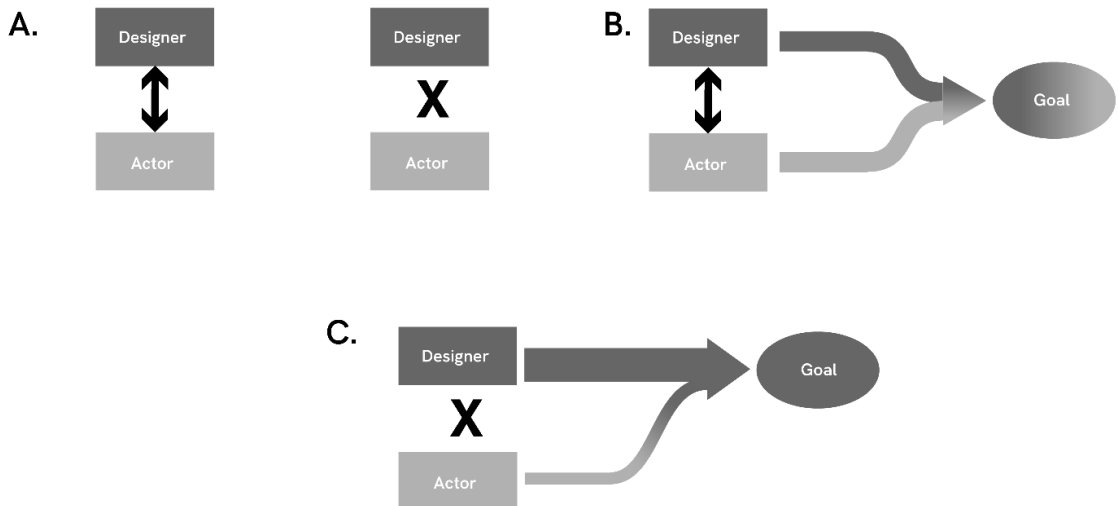 A.
Designer
Actor
Designer
X
Actor
B.
Designer
Actor
Goal
C.
Designer
X
Actor
Goal